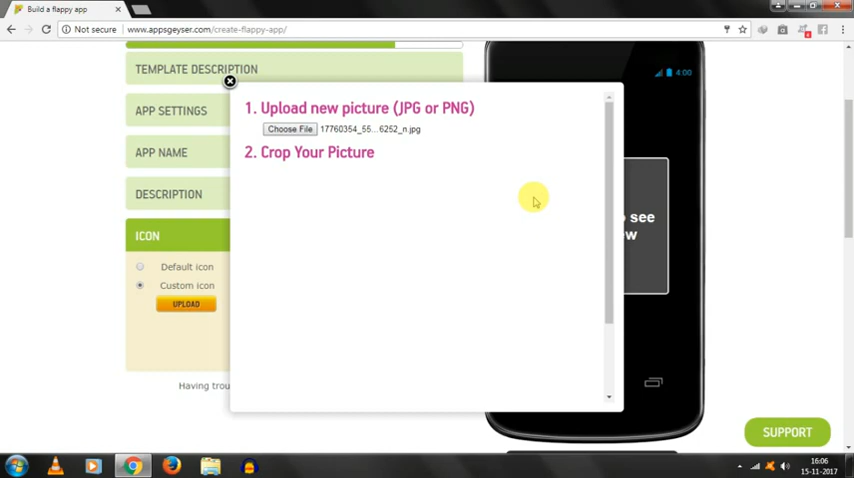 Build a flappy app
Not secure
www.appsgeyser.com/create-flappy-app/
4:00
TEMPLATE DESCRIPTION
APP SETTINGS
APP NAME
DESCRIPTION
ICON
Default icon
Custom icon
UPLOAD
Having trou
1. Upload new picture (JPG or PNG)
Choose File 17760354_55...6252_n.jpg
2. Crop Your Picture
o see
w
SUPPORT
16:06
15-11-2017